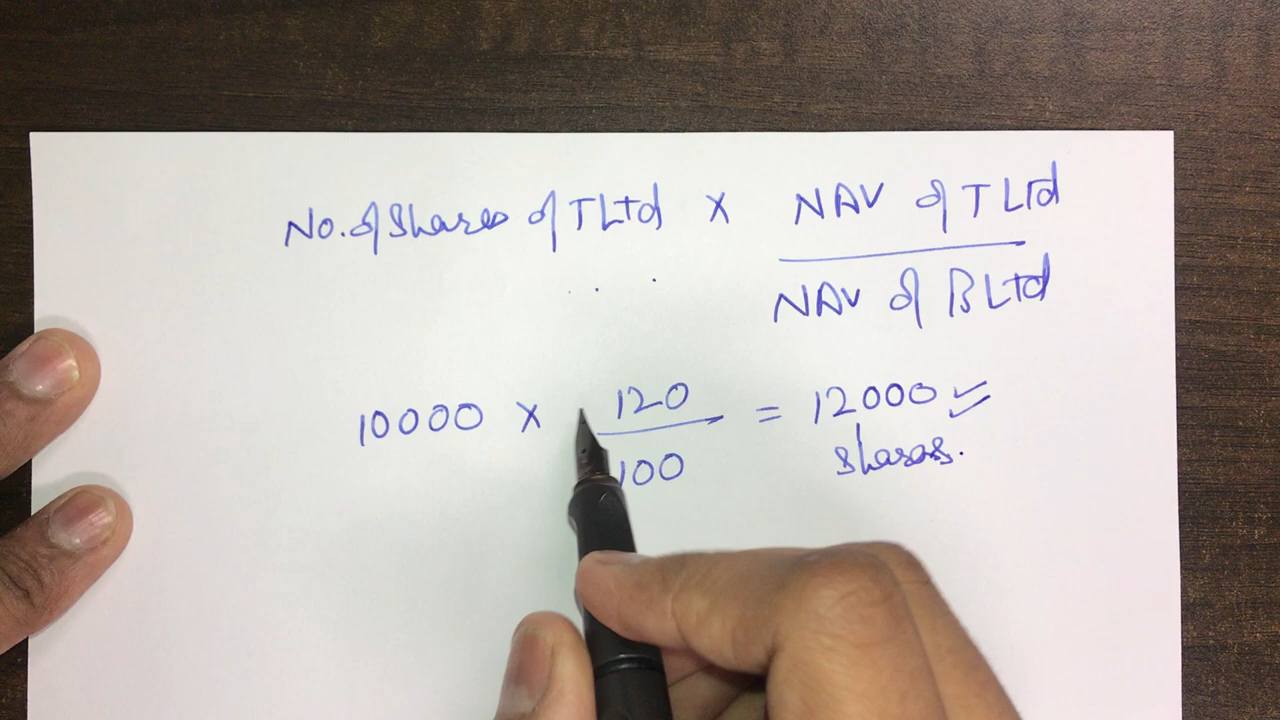 No. of Shares of T Ltd X NAV of T Ltd
NAV of B Ltd
10000 X 120 = 12000
100 shares.